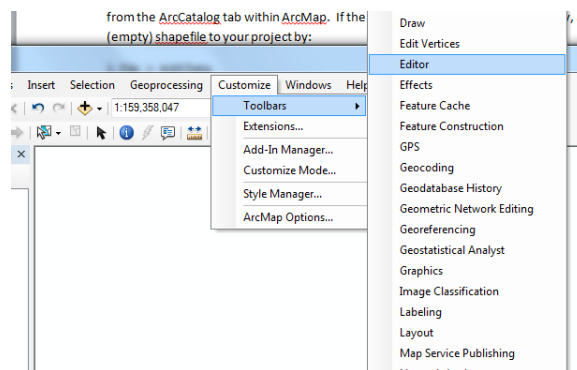 from the ArcCatalog tab within ArcMap. If the
(empty) shapefile to your project by:
Insert Selection Geoprocessing Customize Windows Help
1:159,358,047
Toolbars
Extensions...
Add-In Manager...
Customize Mode...
Style Manager...
ArcMap Options...
Draw
Edit Vertices
Editor
Effects
Feature Cache
Feature Construction
GPS
Geocoding
Geodatabase History
Geometric Network Editing
Georeferencing
Geostatistical Analyst
Graphics
Image Classification
Labeling
Layout
Map Service Publishing